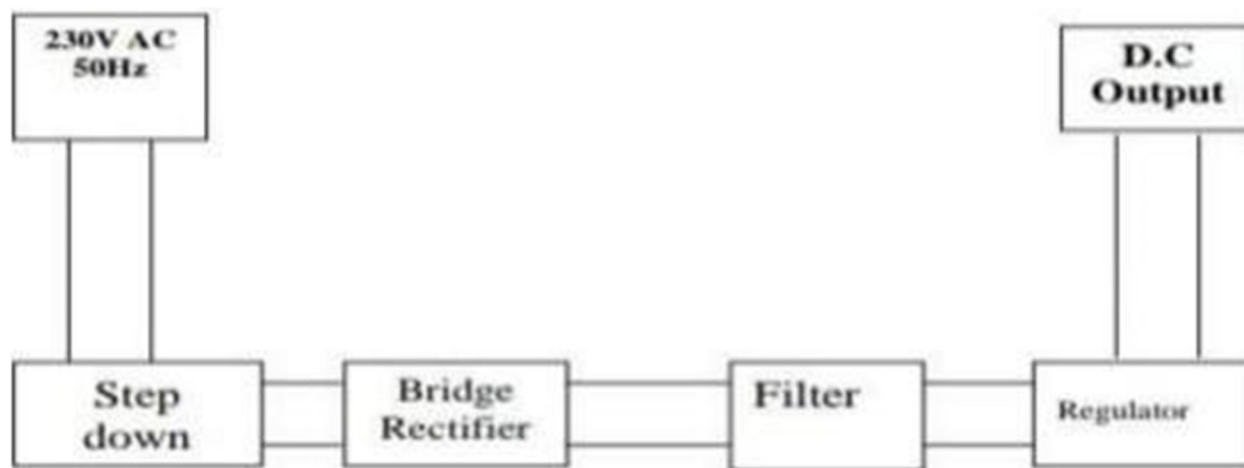 230V AC
50Hz
D.C
Output
Step
down
Bridge
Rectifier
Filter
Regulator